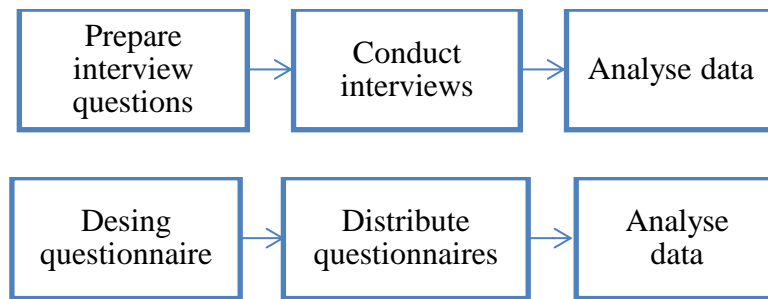 Prepare
interview
questions
Conduct
interviews
Analyse data
Desing
questionnaire
Distribute
questionnaires
Analyse
data